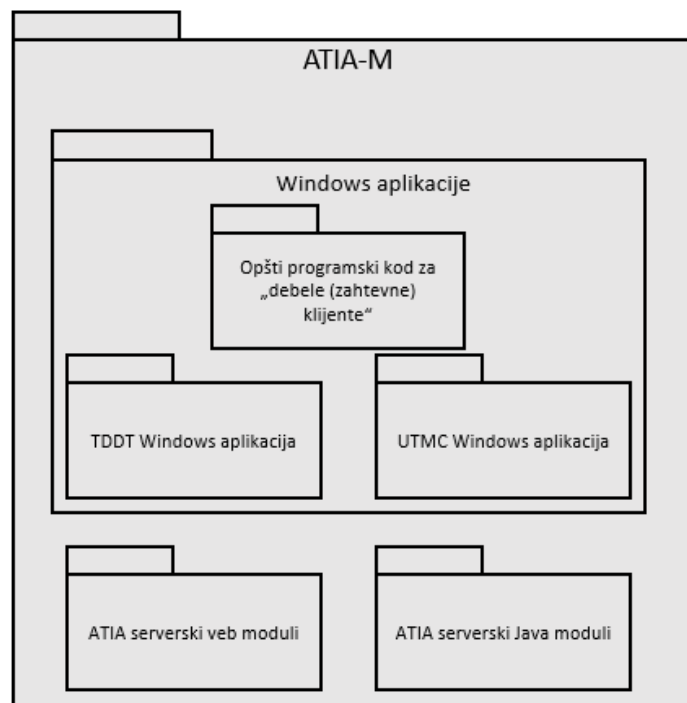 ATIA-M
Windows aplikacije
Opšti programski kod za
„debele (zahtevne)
klijente“
TDDT Windows aplikacija
UTMC Windows aplikacija
ATIA serverski veb moduli
ATIA serverski Java moduli